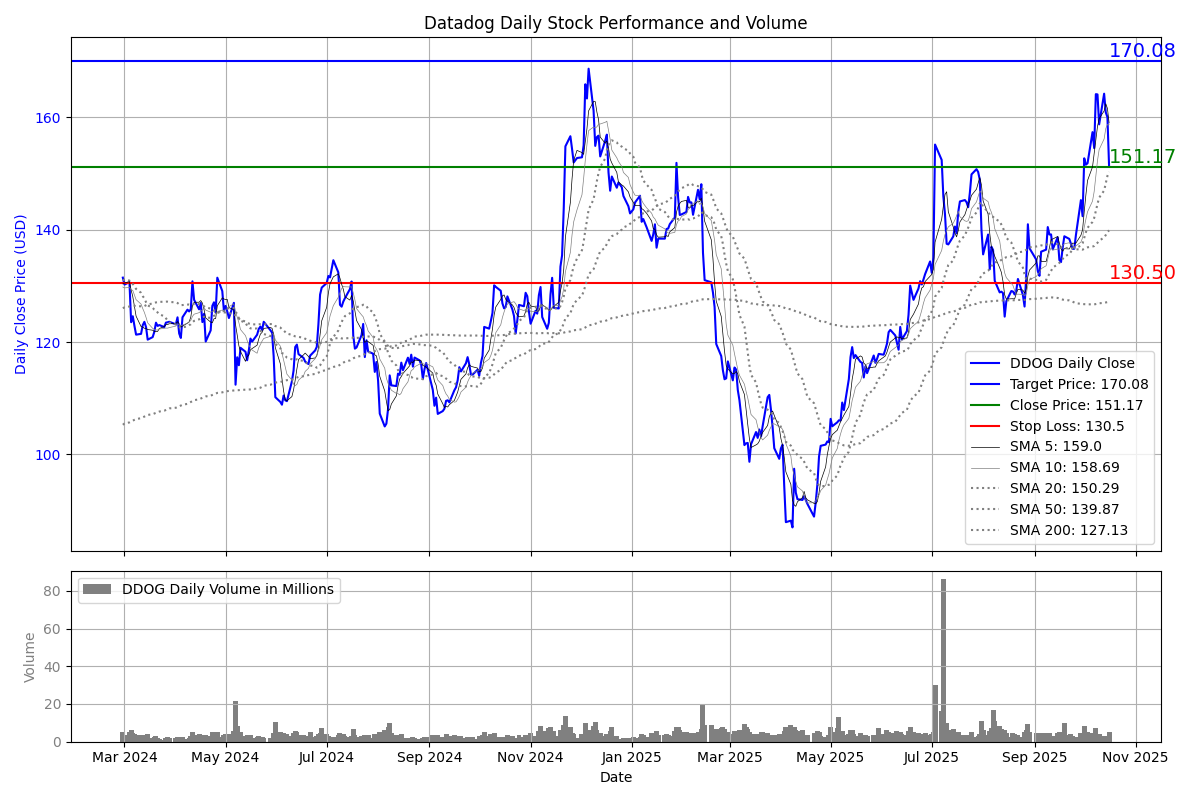 Datadog Daily Stock Performance and Volume
170.08
160
151.17
140
130.50
120
100
Daily Close Price (USD)
DDOG Daily Close
Target Price: 170.08
Close Price: 151.17
Stop Loss: 130.5
SMA 5: 159.0
SMA 10: 158.69
SMA 20: 150.29
SMA 50: 139.87
SMA 200: 127.13
DDOG Daily Volume in Millions
80
60
40
20
0
Volume
Mar 2024 May 2024 Jul 2024 Sep 2024 Nov 2024 Jan 2025 Mar 2025 May 2025 Jul 2025 Sep 2025 Nov 2025
Date